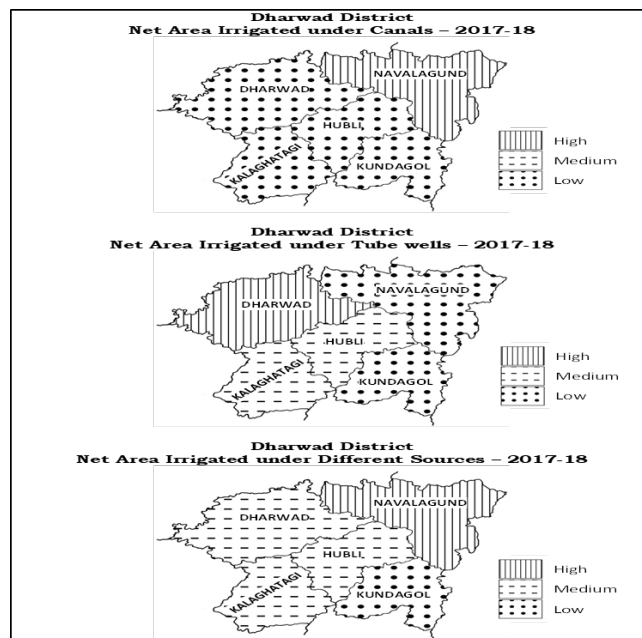 Dharwad District
Net Area Irrigated under Canals – 2017-18
NAVALAGUND
DHARWAD
HUBLI
KALAGHATAGI
KUNDAGOL
High
Medium
Low
Dharwad District
Net Area Irrigated under Tube wells – 2017-18
NAVALAGUND
DHARWAD
HUBLI
KALAGHATAGI
KUNDAGOL
High
Medium
Low
Dharwad District
Net Area Irrigated under Different Sources – 2017-18
NAVALAGUND
DHARWAD
HUBLI
KALAGHATAGI
KUNDAGOL
High
Medium
Low